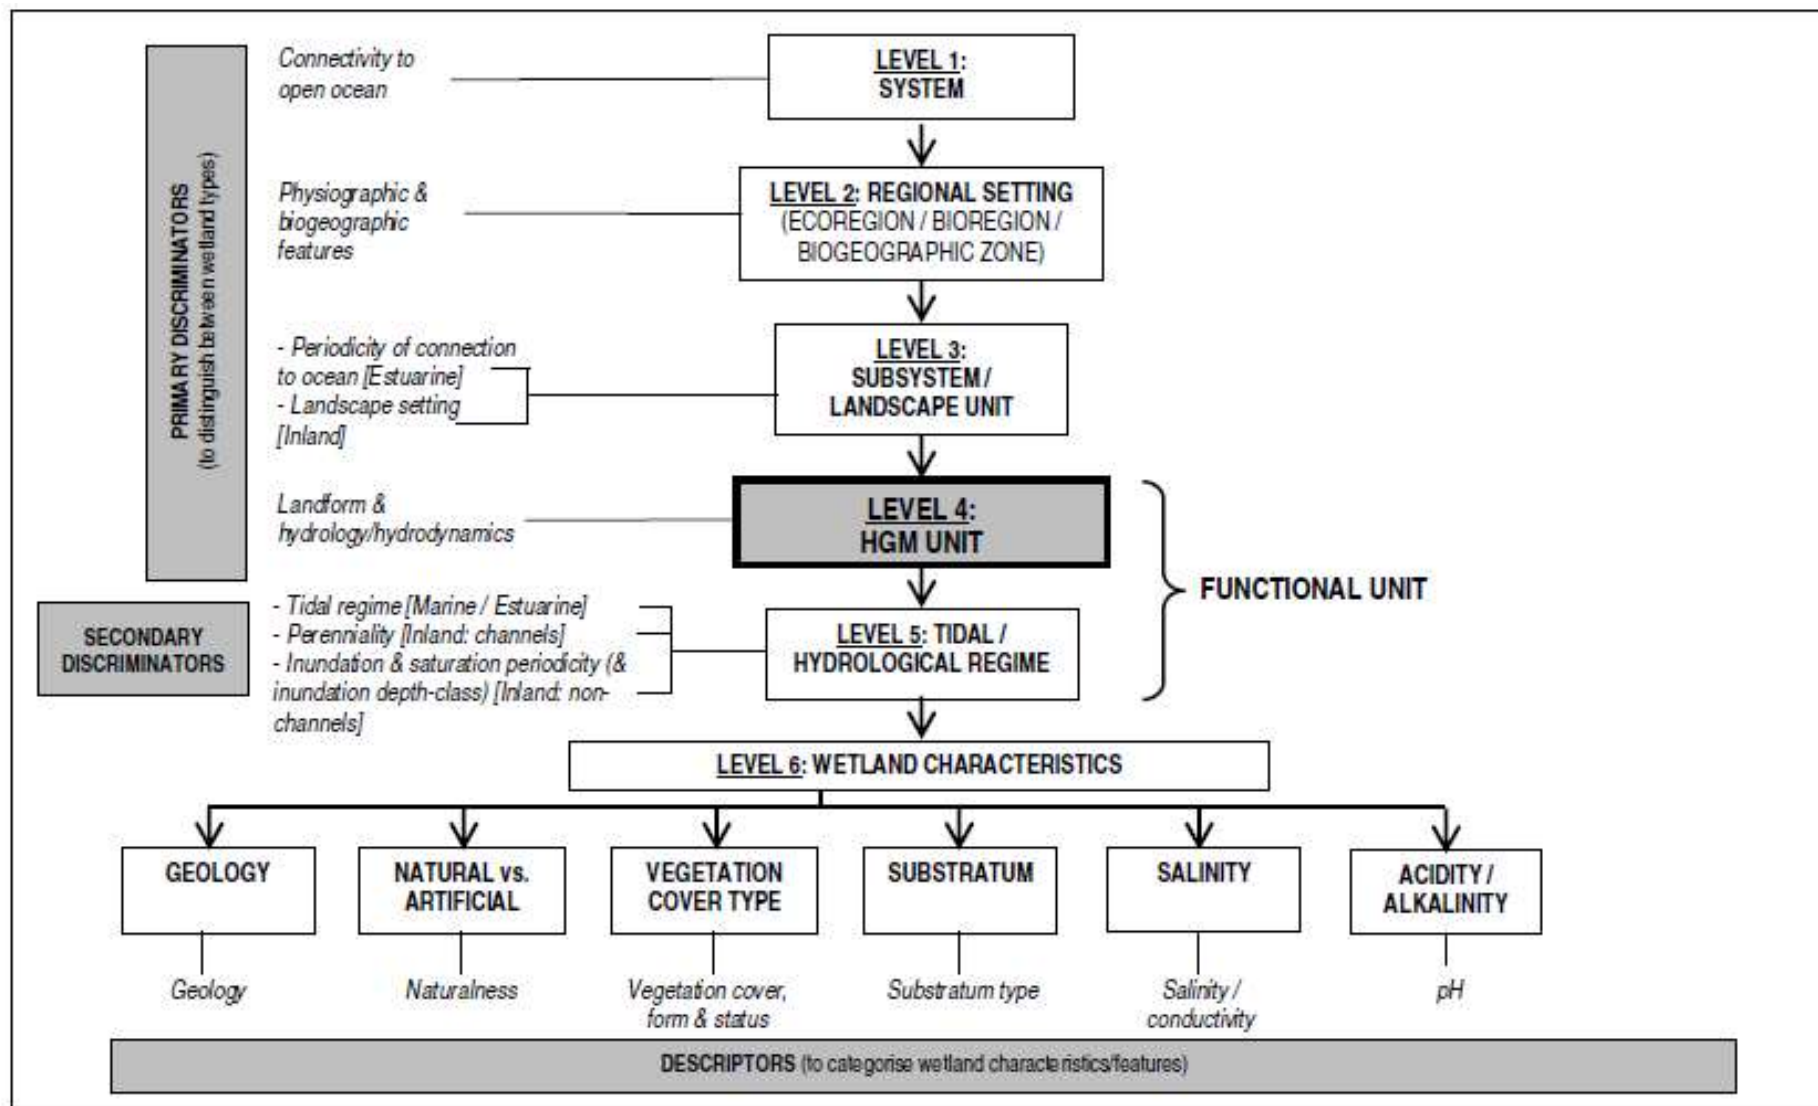 PRIMARY DISCRIMINATORS
(to distinguish between wetland types)
Connectivity to
open ocean
LEVEL 1:
SYSTEM
Physiographic &
biogeographic
features
LEVEL 2: REGIONAL SETTING
(ECOREGION / BIOREGION /
BIOGEOGRAPHIC ZONE)
- Periodicity of connection
to ocean [Estuarine]
- Landscape setting
[Inland]
LEVEL 3:
SUBSYSTEM /
LANDSCAPE UNIT
Landform &
hydrology/hydrodynamics
LEVEL 4:
HGM UNIT
FUNCTIONAL UNIT
SECONDARY
DISCRIMINATORS
- Tidal regime [Marine / Estuarine]
- Perenniality [Inland: channels]
- Inundation & saturation periodicity (&
inundation depth-class) [Inland: non-
channels]
LEVEL 5: TIDAL /
HYDROLOGICAL REGIME
LEVEL 6: WETLAND CHARACTERISTICS
GEOLOGY
NATURAL vs.
ARTIFICIAL
VEGETATION
COVER TYPE
SUBSTRATUM
SALINITY
ACIDITY /
ALKALINITY
Geology
Naturalness
Vegetation cover,
form & status
Substratum type
Salinity /
conductivity
pH
DESCRIPTORS (to categorise wetland characteristics/features)